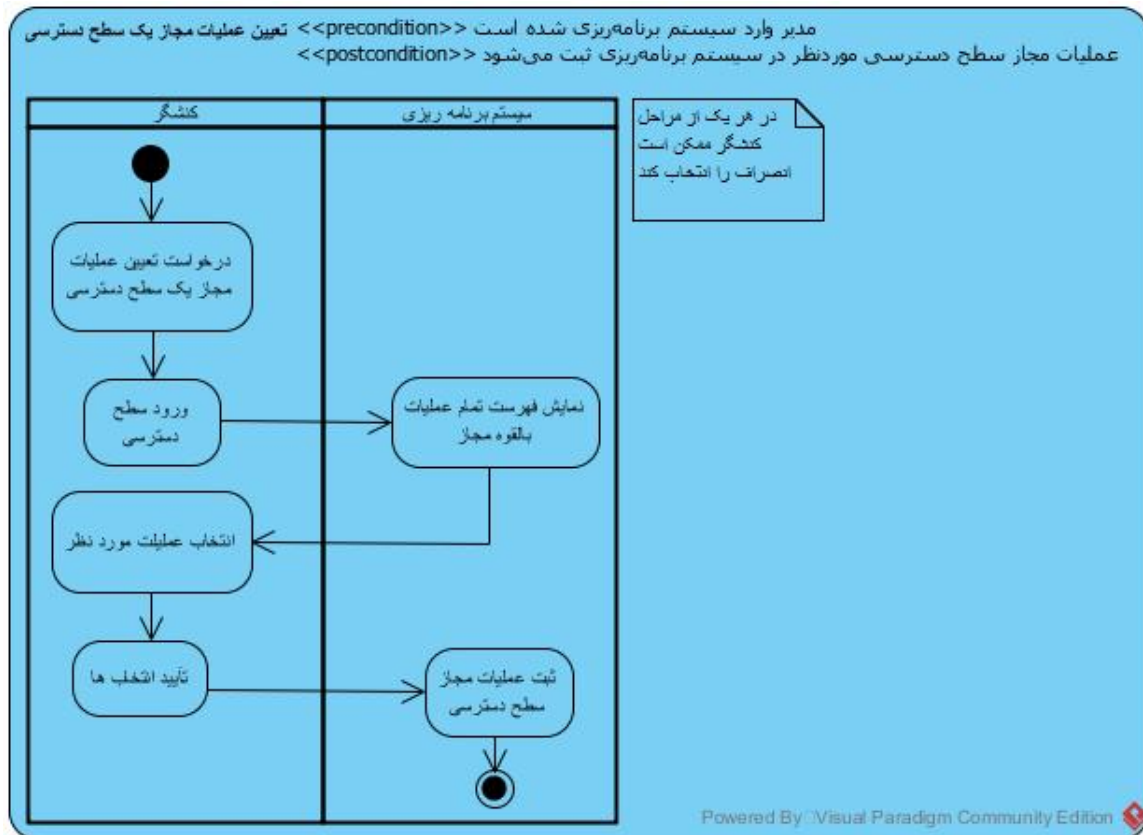 تعیین عملیات مجاز یک سطح دسترسی <<precondition>> مدیر وارد سیستم برنامه‌ریزی شده است
<<postcondition>> عملیات مجاز سطح دسترسی موردنظر در سیستم برنامه‌ریزی ثبت می‌شود
کنشگر
سیستم برنامه ریزی
در هر یک از مراحل
کنشگر ممکن است
انصراف را انتخاب کند
درخواست تعیین عملیات
مجاز یک سطح دسترسی
ورود سطح
دسترسی
نمایش فهرست تمام عملیات
بالقوه مجاز
انتخاب عملیلت مورد نظر
تأیید انتخاب ها
ثبت عملیات مجاز
سطح دسترسی
Powered By Visual Paradigm Community Edition